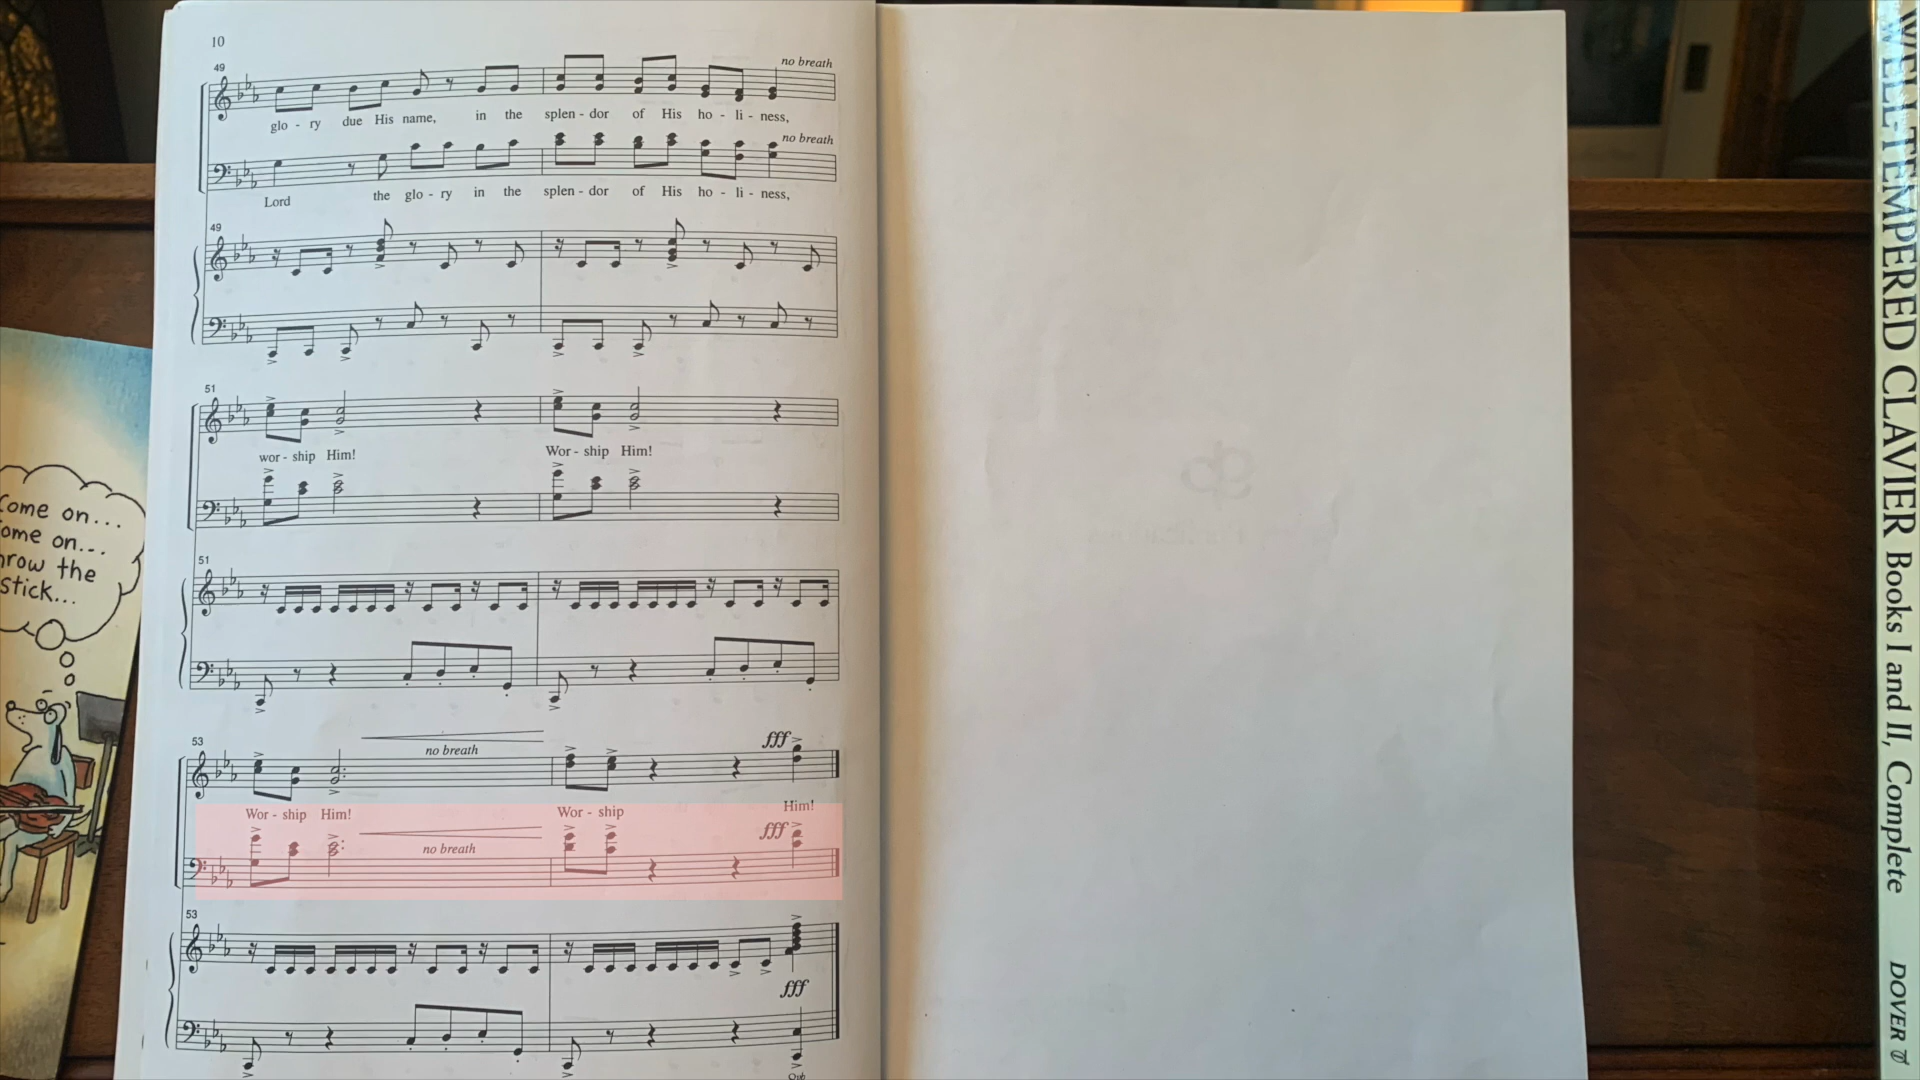 10
49
no breath
glo - ry due His name, in the splen - dor of His ho - li - ness,
no breath
Lord the glo - ry in the splen - dor of His ho - li - ness,
49
51
wor - ship Him! Wor - ship Him!
51
53
no breath
fff
Wor - ship Him! Wor - ship Him!
no breath
fff
53
fff
Come on...
ome on...
hrow the
stick...
WELL-TEMPERED CLAVIER Books I and II, Complete
DOVER